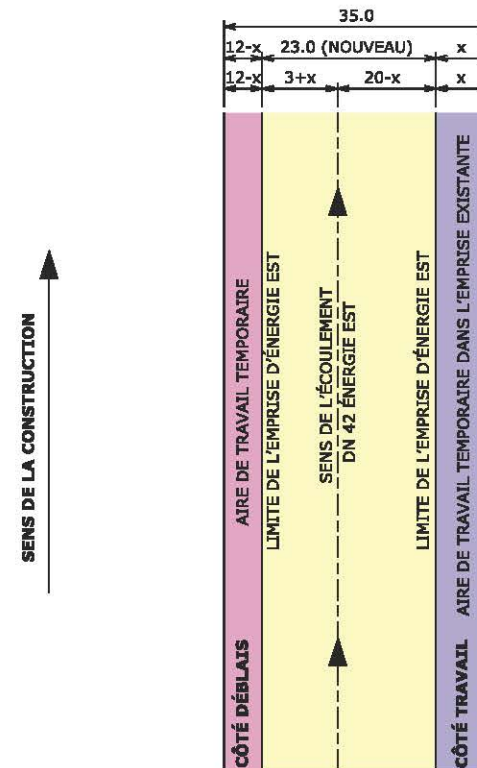 35.0
12-x 23.0 (NOUVEAU) x
12-x 3+x 20-x x
SENS DE LA CONSTRUCTION
CÔTÉ DÉBLAIS AIRE DE TRAVAIL TEMPORAIRE
LIMITE DE L'EMPRISE D'ÉNERGIE EST
SENS DE L'ÉCOULEMENT
DN 42 ÉNERGIE EST
LIMITE DE L'EMPRISE D'ÉNERGIE EST
CÔTÉ TRAVAIL AIRE DE TRAVAIL TEMPORAIRE DANS L'EMPRISE EXISTANTE